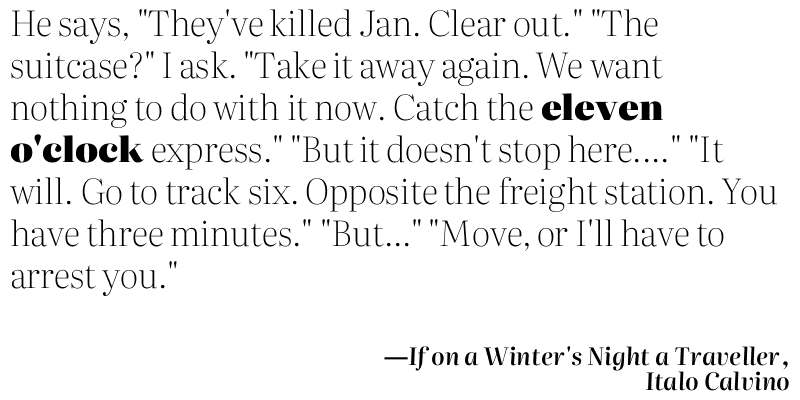 He says, "They've killed Jan. Clear out." "The
suitcase?" I ask. "Take it away again. We want
nothing to do with it now. Catch the eleven
o'clock express." "But it doesn't stop here...." "It
will. Go to track six. Opposite the freight station. You
have three minutes." "But..." "Move, or I'll have to
arrest you."
—If on a Winter's Night a Traveller,
Italo Calvino